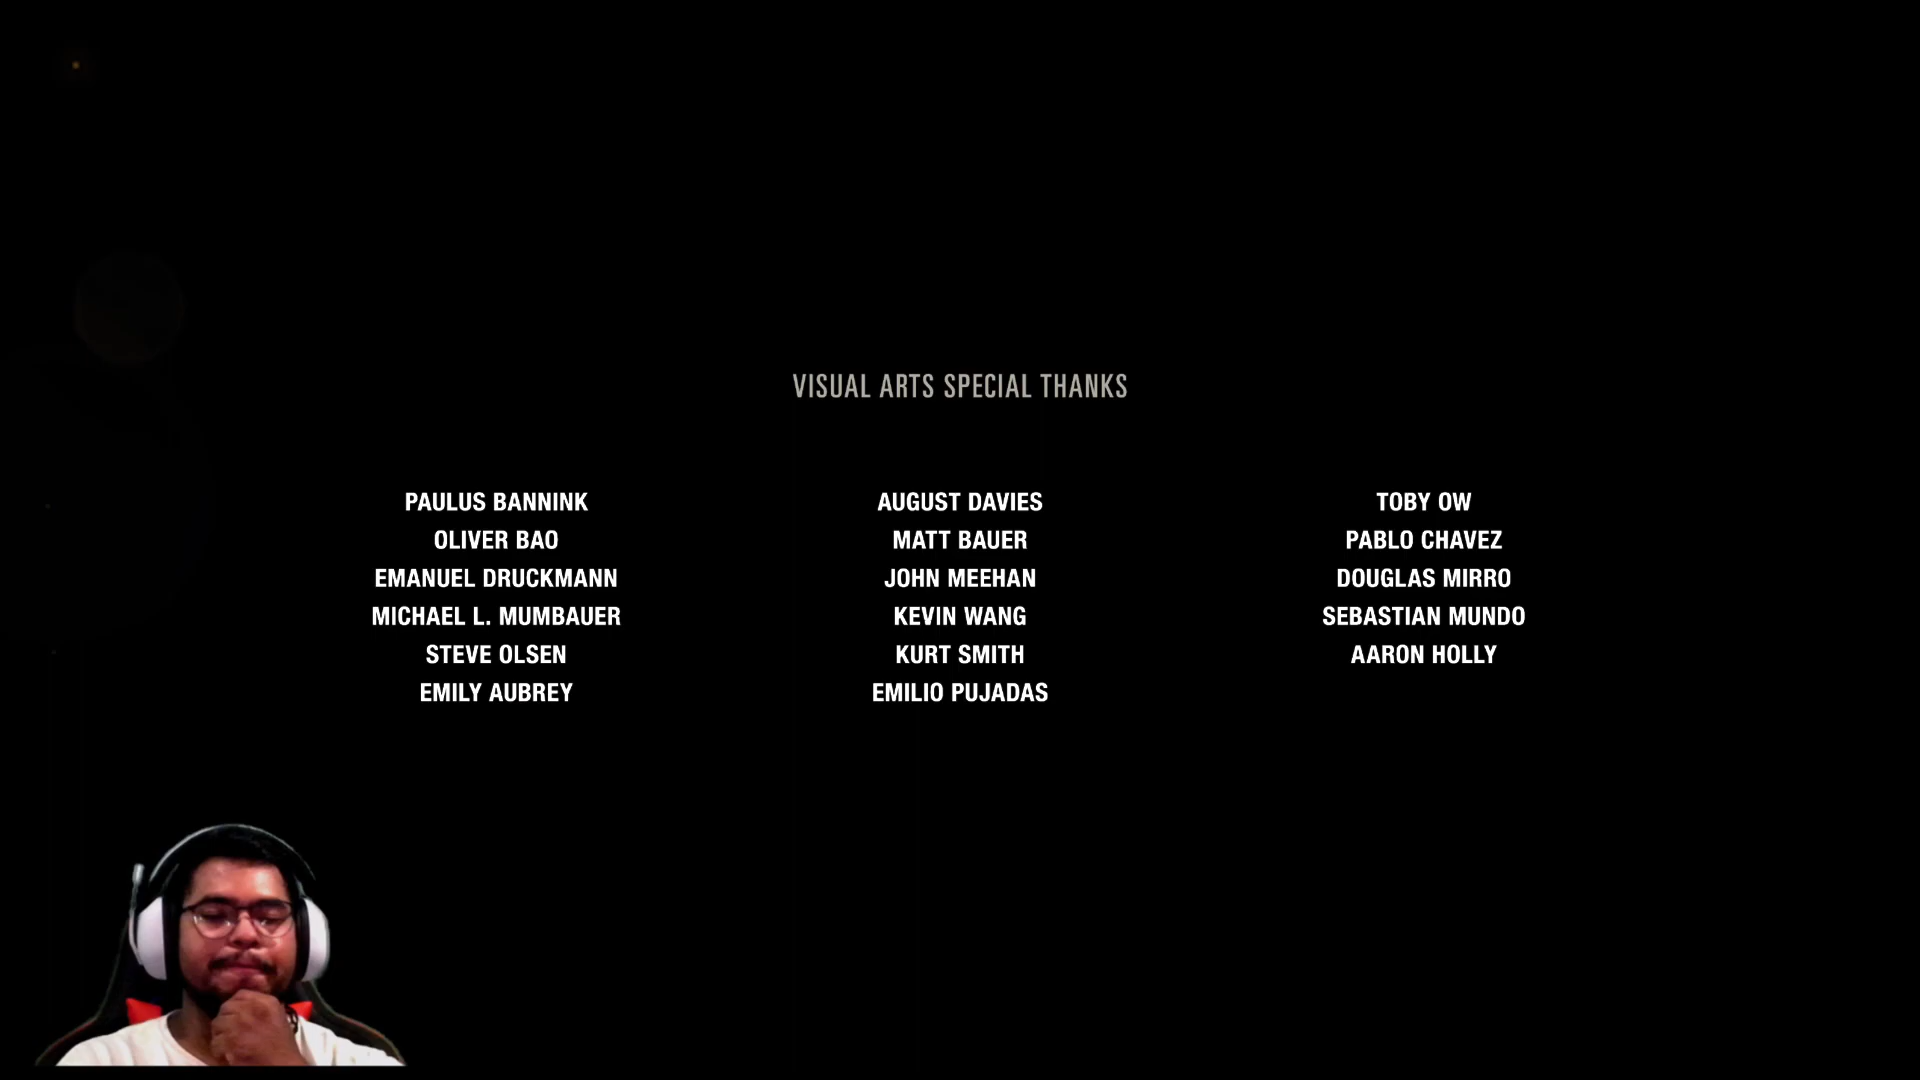 VISUAL ARTS SPECIAL THANKS
PAULUS BANNINK
OLIVER BAO
EMANUEL DRUCKMANN
MICHAEL L. MUMBAUER
STEVE OLSEN
EMILY AUBREY
AUGUST DAVIES
MATT BAUER
JOHN MEEHAN
KEVIN WANG
KURT SMITH
EMILIO PUJADAS
TOBY OW
PABLO CHAVEZ
DOUGLAS MIRRO
SEBASTIAN MUNDO
AARON HOLLY